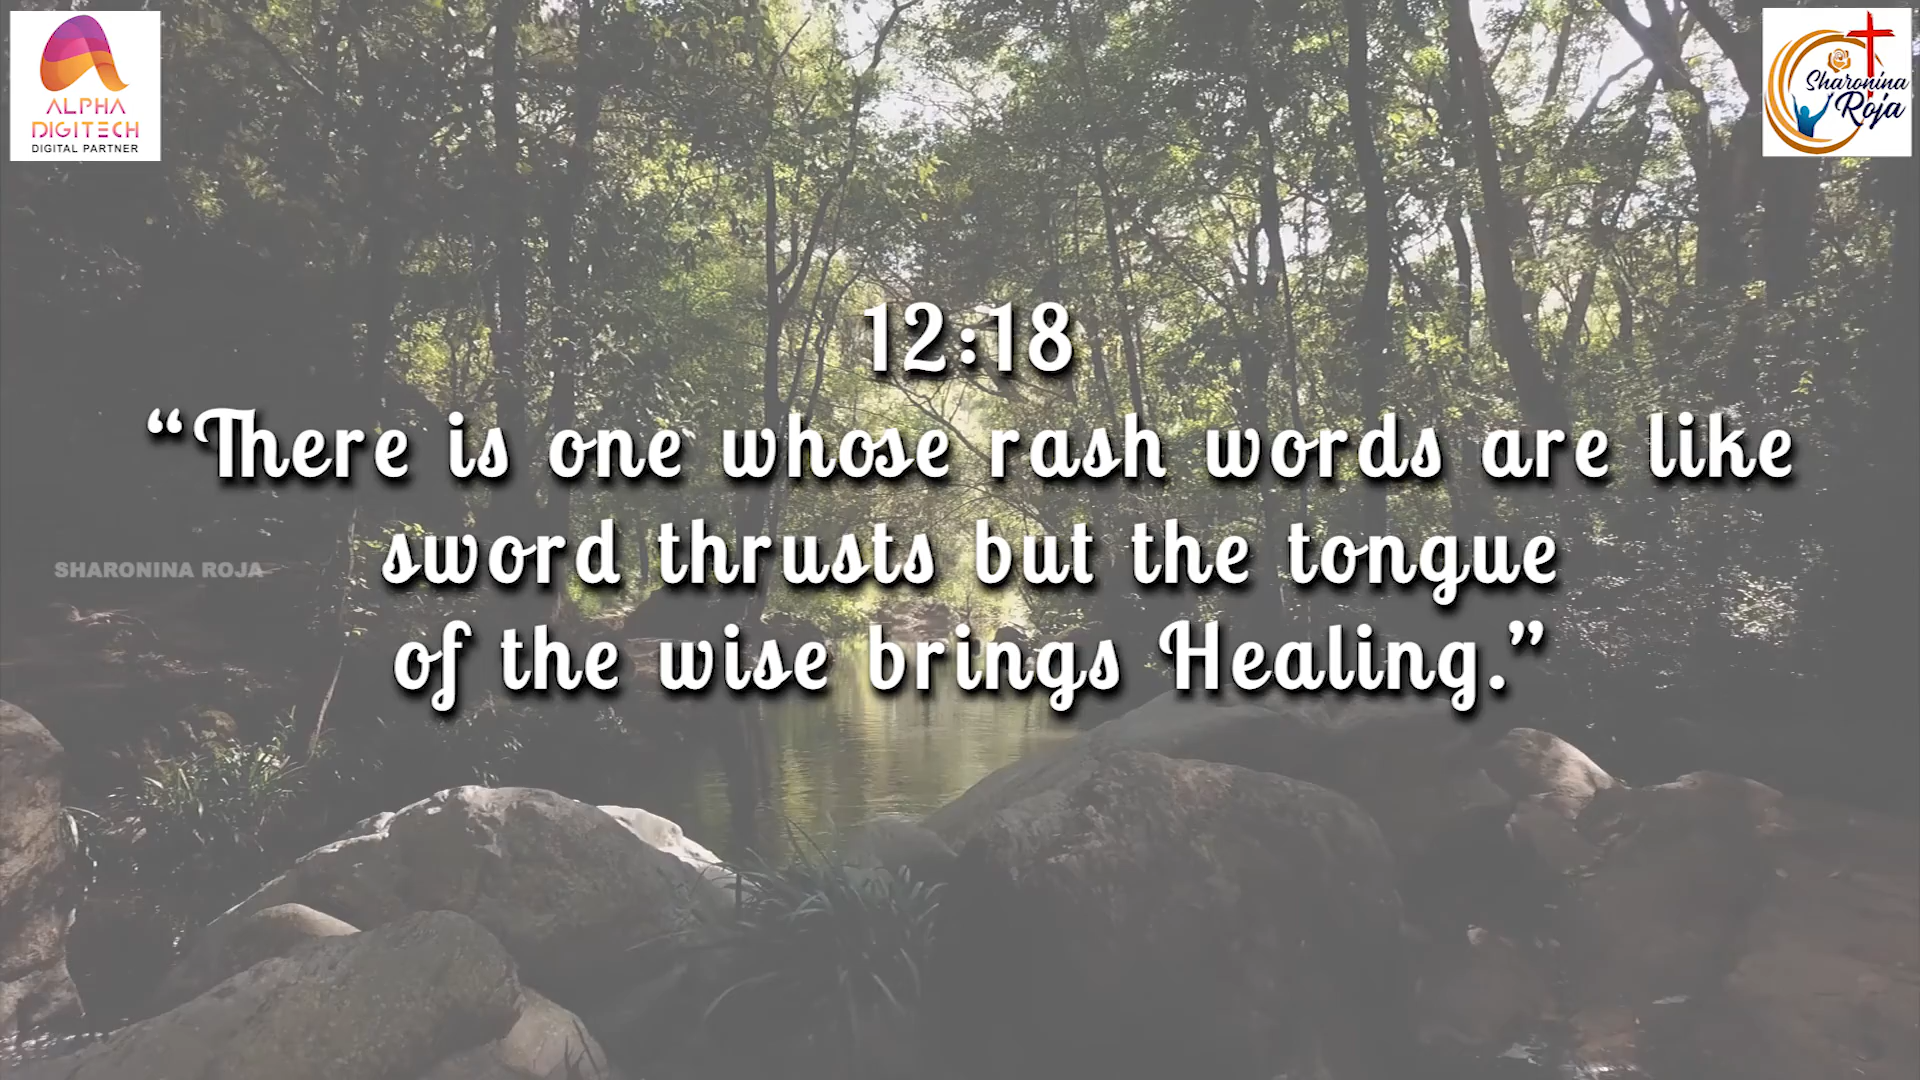 ALPHA
DIGITECH
DIGITAL PARTNER
Sharonina
Roja
12:18
“There is one whose rash words are like
sword thrusts but the tongue
of the wise brings Healing.”
SHARONINA ROJA